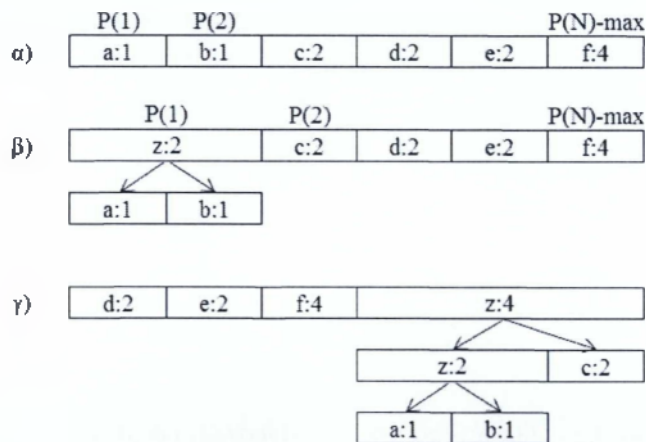 P(1) P(2) P(N)-max
α) a:1 b:1 c:2 d:2 e:2 f:4
P(1) P(2) P(N)-max
β) z:2 c:2 d:2 e:2 f:4
a:1 b:1
γ) d:2 e:2 f:4 z:4
z:2 c:2
a:1 b:1